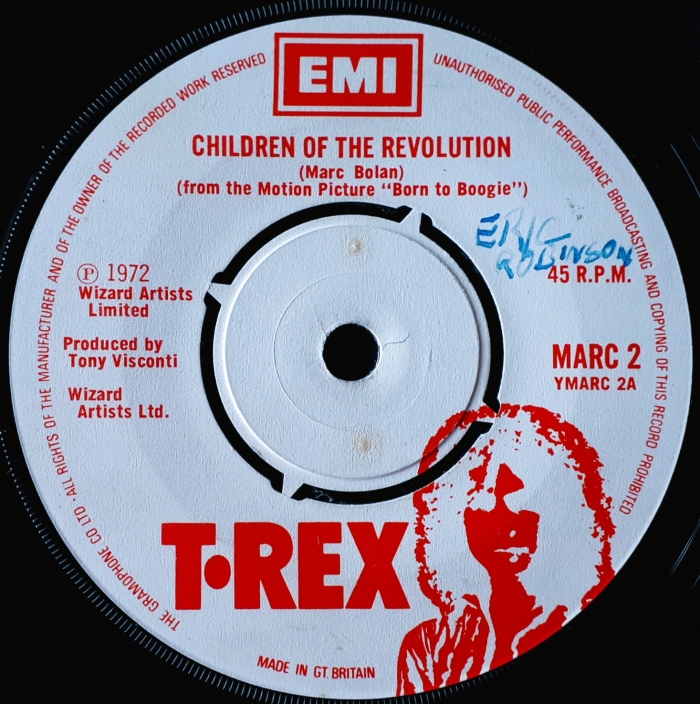 THE GRAMOPHONE CO LTD · ALL RIGHTS OF THE MANUFACTURER AND OF THE OWNER OF THE RECORDED WORK RESERVED
UNAUTHORISED PUBLIC PERFORMANCE BROADCASTING AND COPYING OF THIS RECORD PROHIBITED
EMI
CHILDREN OF THE REVOLUTION
(Marc Bolan)
(from the Motion Picture "Born to Boogie")
ERIC
ROBINSON
℗ 1972
Wizard Artists
Limited
45 R.P.M.
Produced by
Tony Visconti
MARC 2
YMARC 2A
Wizard
Artists Ltd.
T·REX
MADE IN GT. BRITAIN